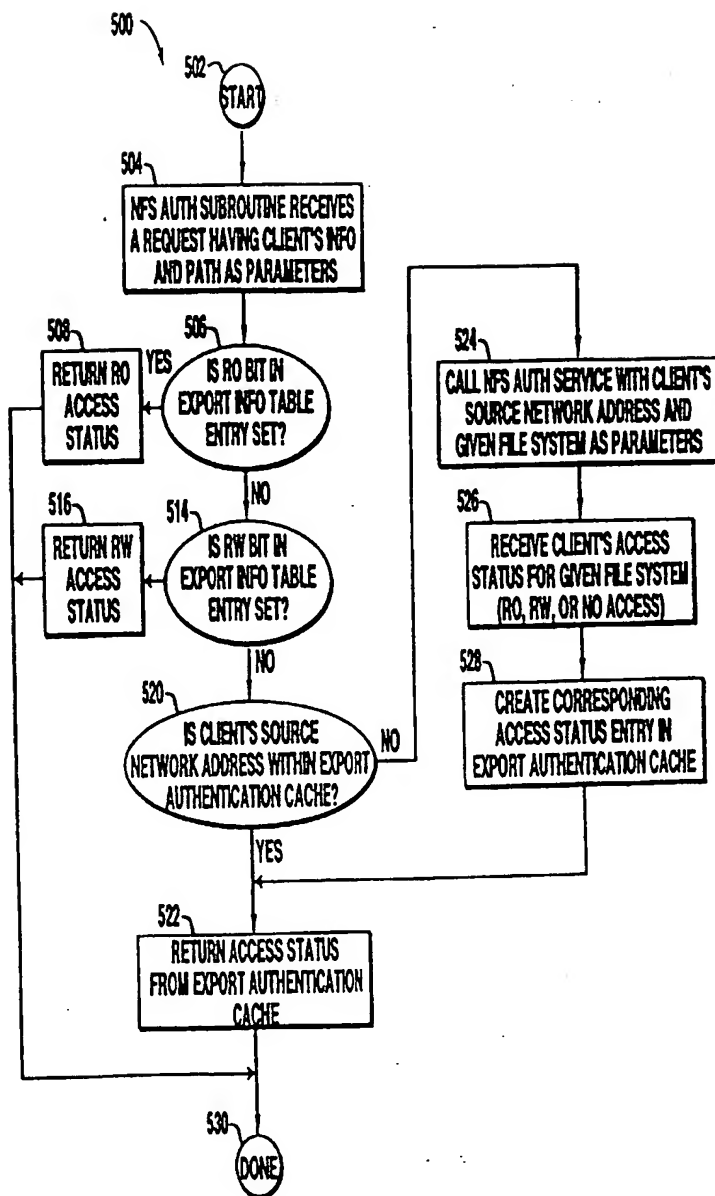 500
502
START
504
NFS AUTH SUBROUTINE RECEIVES
A REQUEST HAVING CLIENT'S INFO
AND PATH AS PARAMETERS
508
RETURN RO
ACCESS
STATUS
YES
506
IS RO BIT IN
EXPORT INFO TABLE
ENTRY SET?
NO
516
RETURN RW
ACCESS
STATUS
514
IS RW BIT IN
EXPORT INFO TABLE
ENTRY SET?
NO
520
IS CLIENT'S SOURCE
NETWORK ADDRESS WITHIN EXPORT
AUTHENTICATION CACHE?
NO
YES
522
RETURN ACCESS STATUS
FROM EXPORT AUTHENTICATION
CACHE
530
DONE
524
CALL NFS AUTH SERVICE WITH CLIENT'S
SOURCE NETWORK ADDRESS AND
GIVEN FILE SYSTEM AS PARAMETERS
526
RECEIVE CLIENT'S ACCESS
STATUS FOR GIVEN FILE SYSTEM
(RO, RW, OR NO ACCESS)
528
CREATE CORRESPONDING
ACCESS STATUS ENTRY IN
EXPORT AUTHENTICATION CACHE